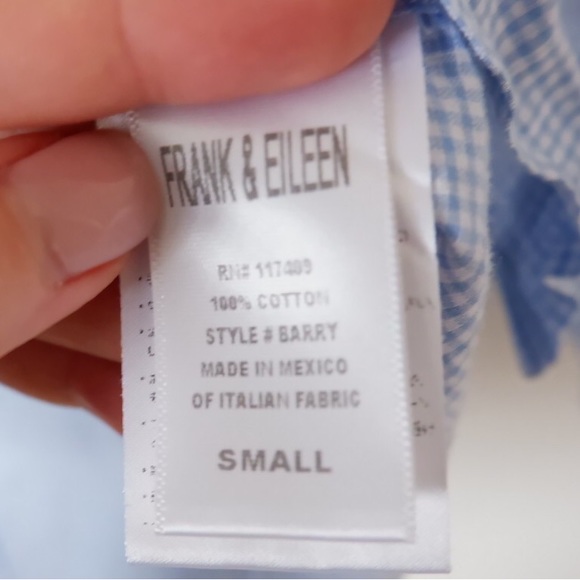 FRANK & EILEEN
RN# 117409
100% COTTON
STYLE # BARRY
MADE IN MEXICO
OF ITALIAN FABRIC
SMALL